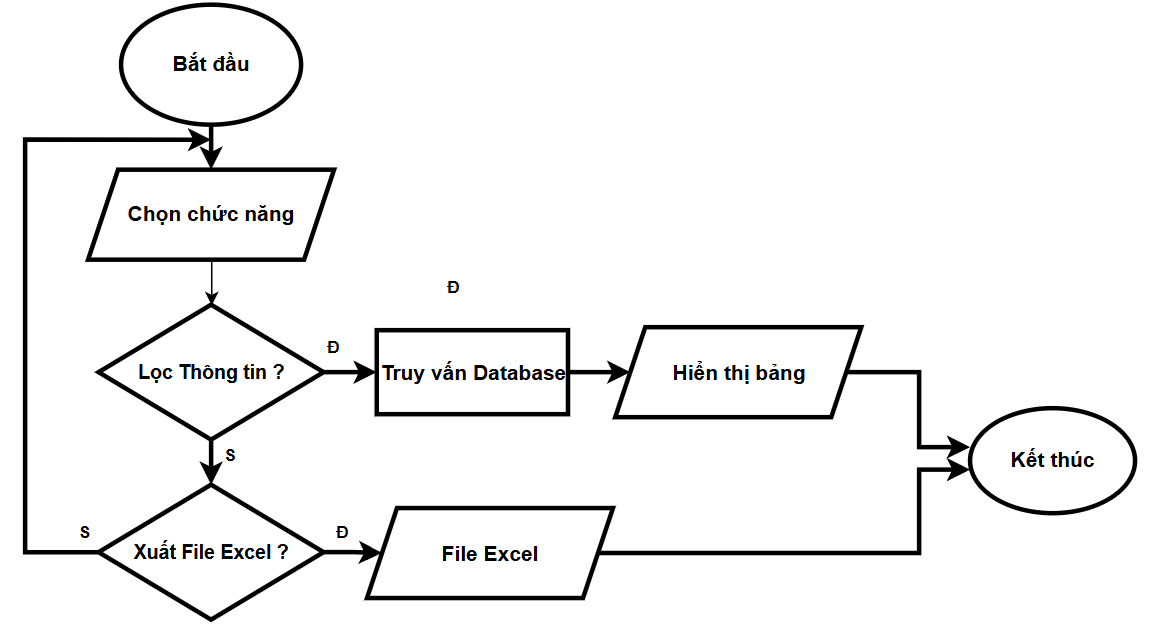 Bắt đầu
Chọn chức năng
Đ
Đ
Lọc Thông tin ?
Truy vấn Database
Hiển thị bảng
S
Kết thúc
S
Đ
Xuất File Excel ?
File Excel